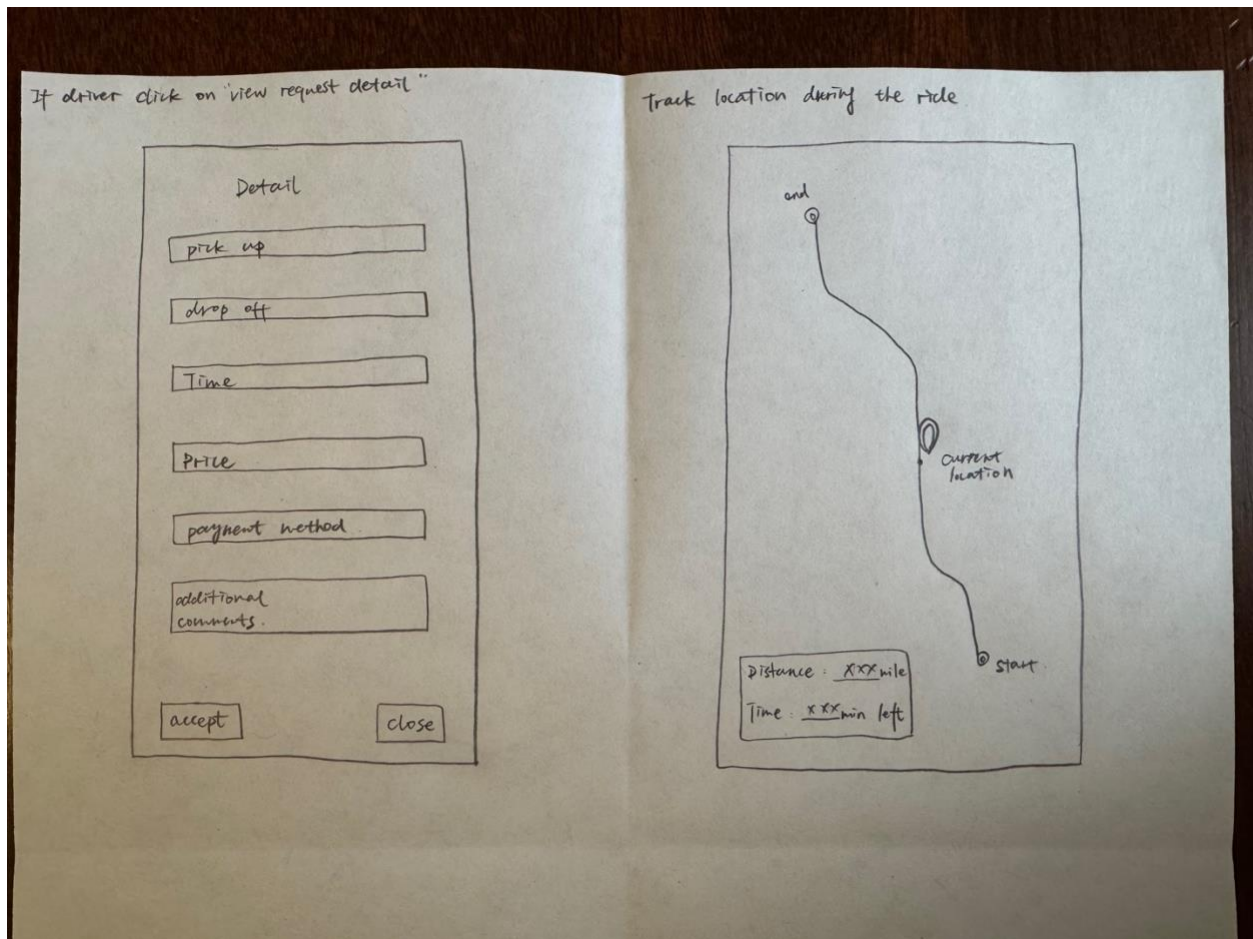 If driver click on "view request detail"
Detail
pick up
drop off
Time
Price
payment method
additional
comments.
accept
close
Track location during the ride
end
current
location
start
Distance: xxx mile
Time: xxx min left